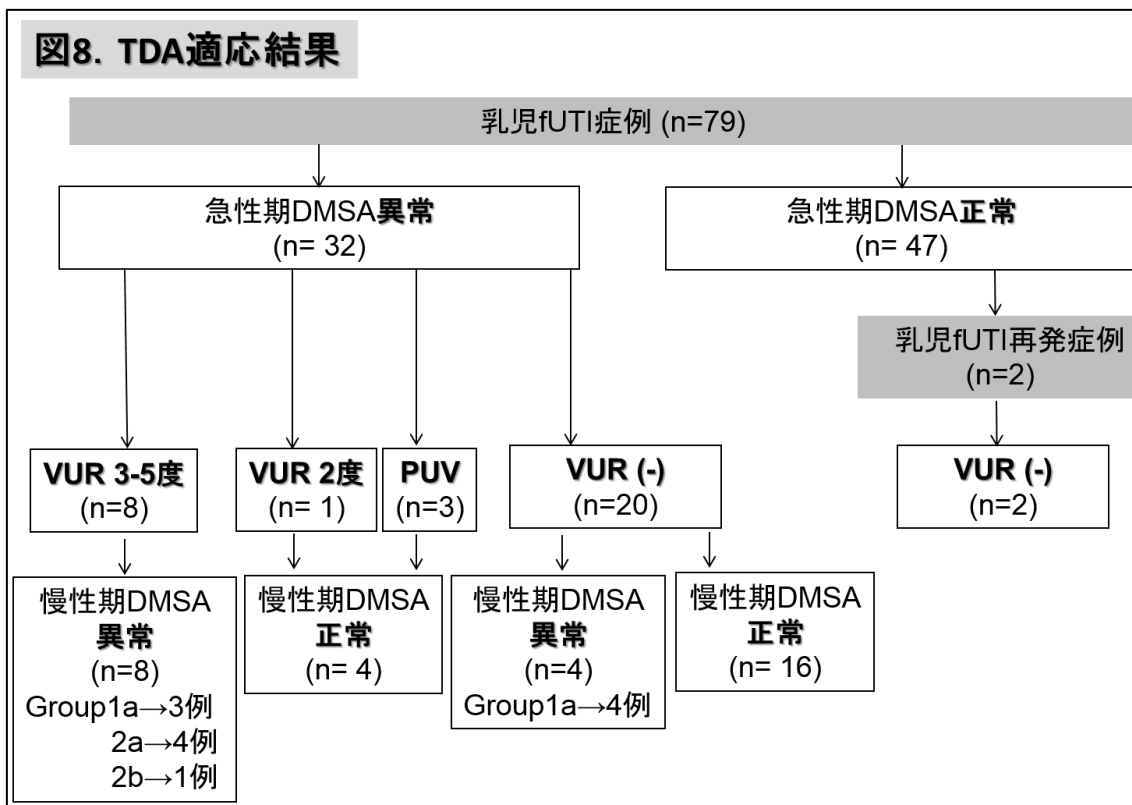 図8. TDA適応結果
乳児fUTI症例 (n=79)
急性期DMSA異常
(n= 32)
急性期DMSA正常
(n= 47)
乳児fUTI再発症例
(n=2)
VUR 3-5度
(n=8)
VUR 2度
(n= 1)
PUV
(n=3)
VUR (-)
(n=20)
VUR (-)
(n=2)
慢性期DMSA
異常
(n=8)
Group1a→3例
2a→4例
2b→1例
慢性期DMSA
正常
(n= 4)
慢性期DMSA
異常
(n=4)
Group1a→4例
慢性期DMSA
正常
(n= 16)